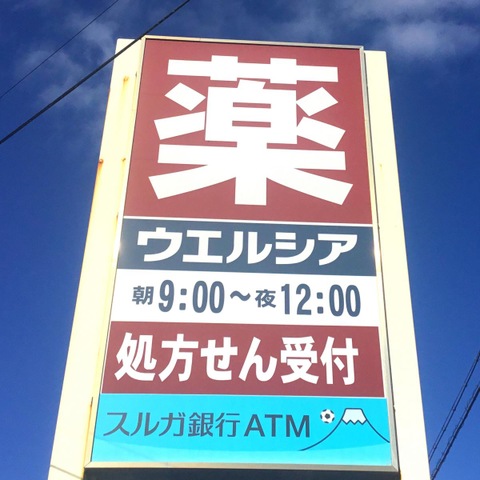 薬
ウエルシア
朝9:00~夜12:00
処方せん受付
スルガ銀行ATM